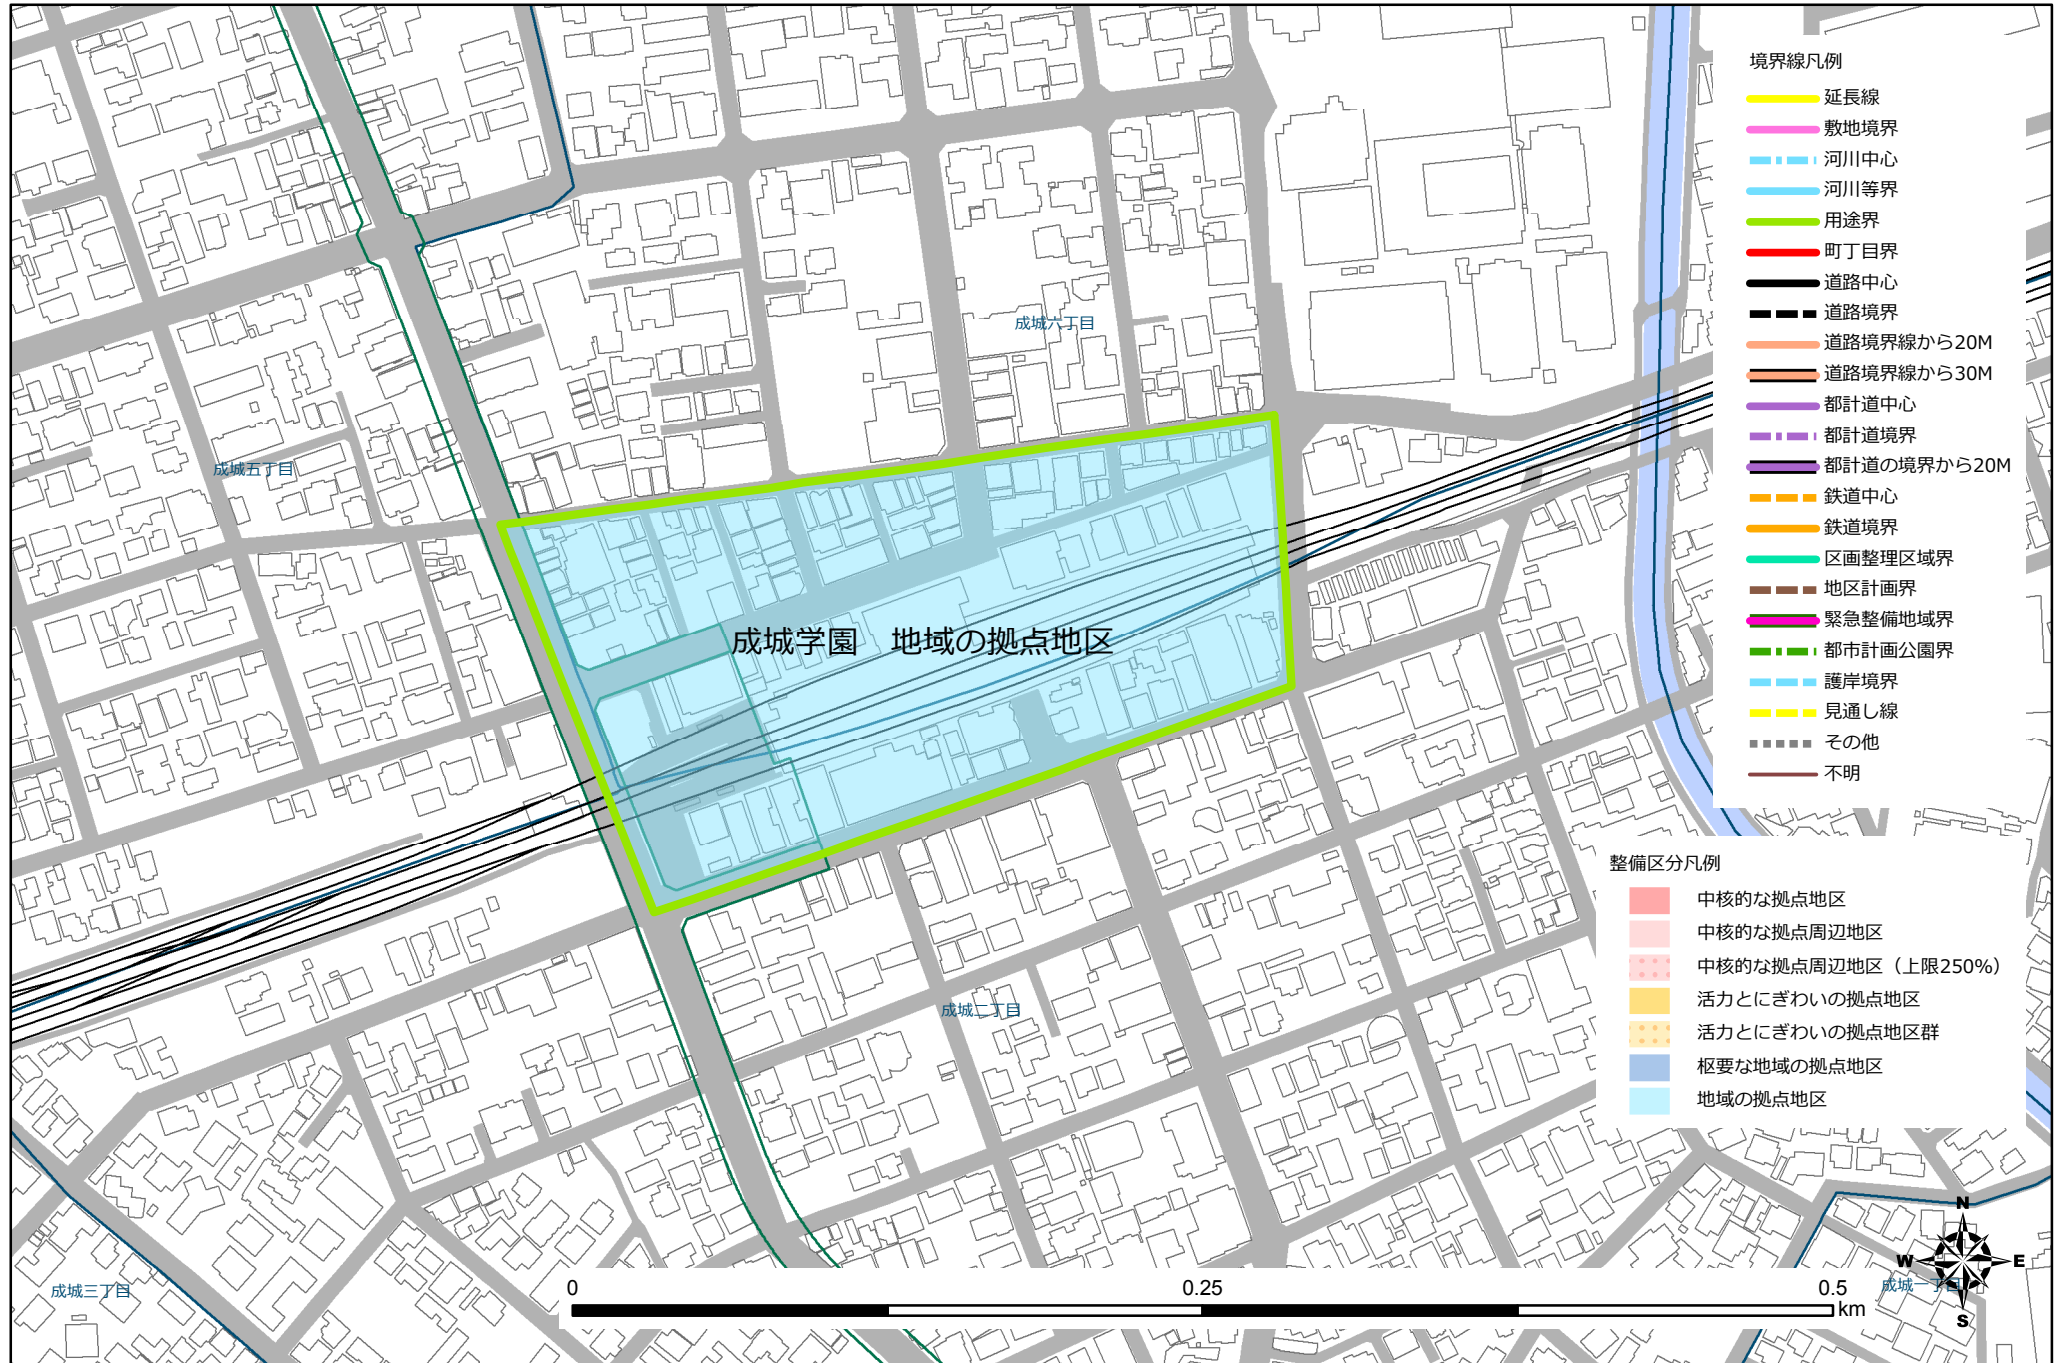 境界線凡例
延長線
敷地境界
河川中心
河川等界
用途界
町丁目界
道路中心
道路境界
道路境界線から20M
道路境界線から30M
都計道中心
都計道境界
都計道の境界から20M
鉄道中心
鉄道境界
区画整理区域界
地区計画界
緊急整備地域界
都市計画公園界
護岸境界
見通し線
その他
不明
成城六丁目
成城五丁目
成城学園 地域の拠点地区
整備区分凡例
中核的な拠点地区
中核的な拠点周辺地区
中核的な拠点周辺地区（上限250%）
活力とにぎわいの拠点地区
活力とにぎわいの拠点地区群
枢要な地域の拠点地区
地域の拠点地区
成城二丁目
成城三丁目
成城一丁目
N
W
E
S
0
0.25
0.5
km